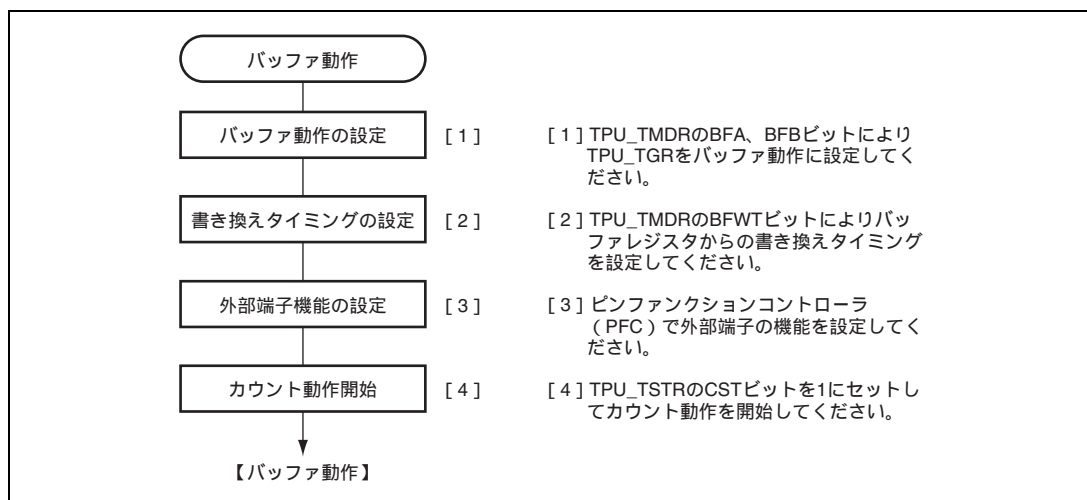 バッファ動作
バッファ動作の設定 [1] [1] TPU_TMDRのBFA、BFBビットにより
TPU_TGRをバッファ動作に設定してく
ださい。
書き換えタイミングの設定 [2] [2] TPU_TMDRのBFWTビットによりバッ
ファレジスタからの書き換えタイミング
を設定してください。
外部端子機能の設定 [3] [3] ピンファンクションコントローラ
(PFC)で外部端子の機能を設定してく
ださい。
カウント動作開始 [4] [4] TPU_TSTRのCSTビットを1にセットし
てカウント動作を開始してください。
【バッファ動作】